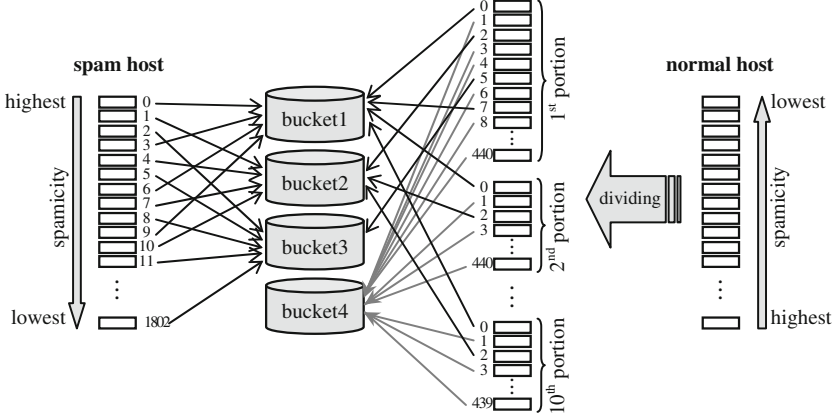 spam host
highest
spamicity
lowest
0
1
2
3
4
5
6
7
8
9
10
11
⋮
1802
bucket1
bucket2
bucket3
bucket4
0
1
2
3
4
5
6
7
8
⋮
440
1st portion
0
1
2
3
⋮
440
2nd portion
⋮
0
1
2
3
⋮
439
10th portion
dividing
normal host
lowest
spamicity
highest
⋮